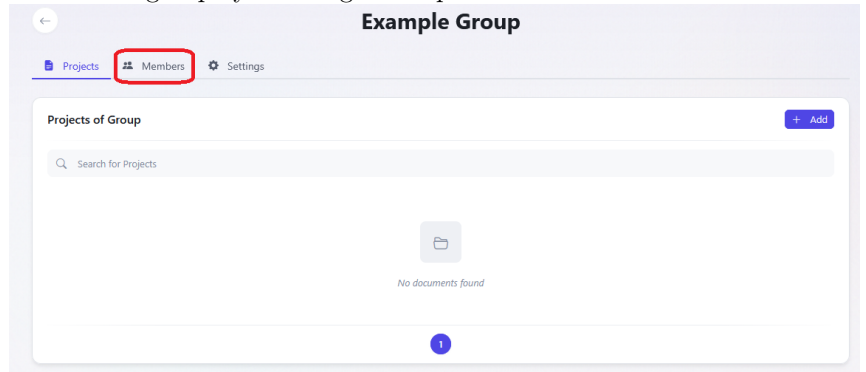 Example Group
Projects Members Settings
Projects of Group
+ Add
Search for Projects
No documents found
1